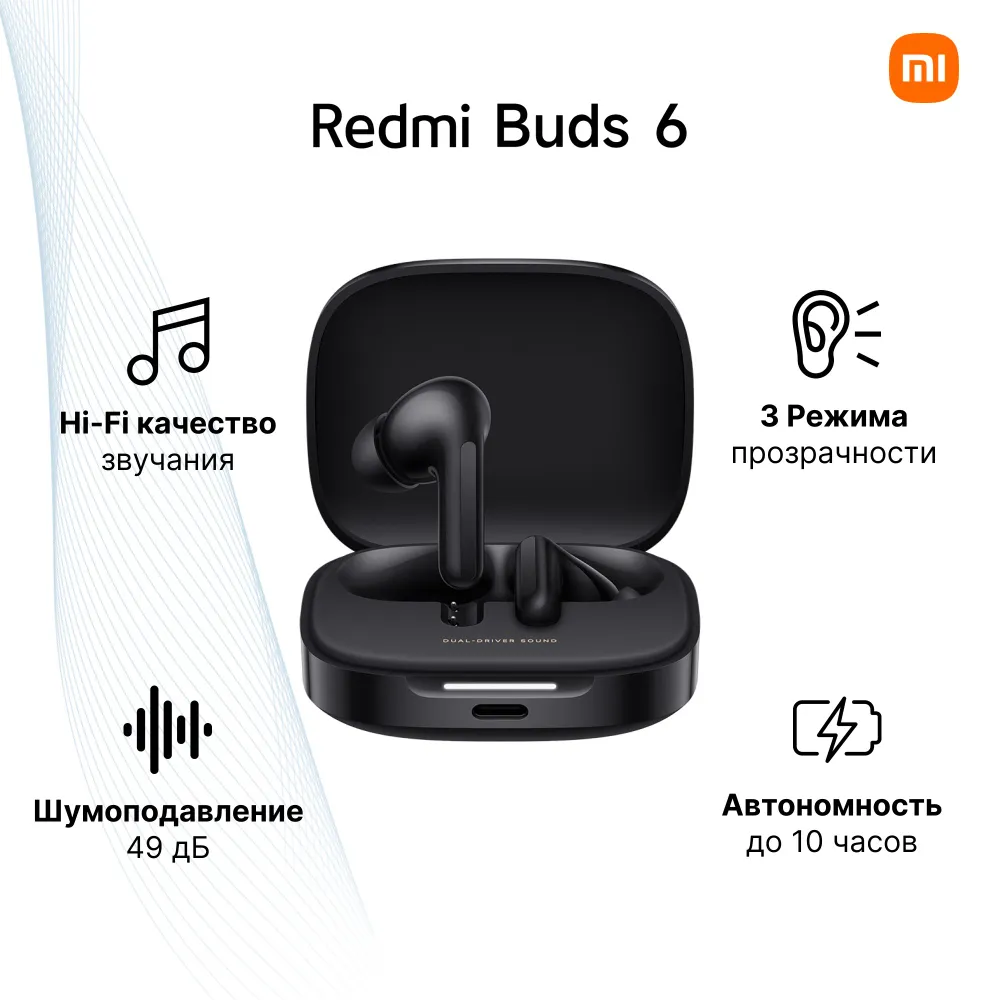 mi
Redmi Buds 6
Hi-Fi качество
звучания
3 Режима
прозрачности
DUAL-DRIVER SOUND
Шумоподавление
49 дБ
Автономность
до 10 часов